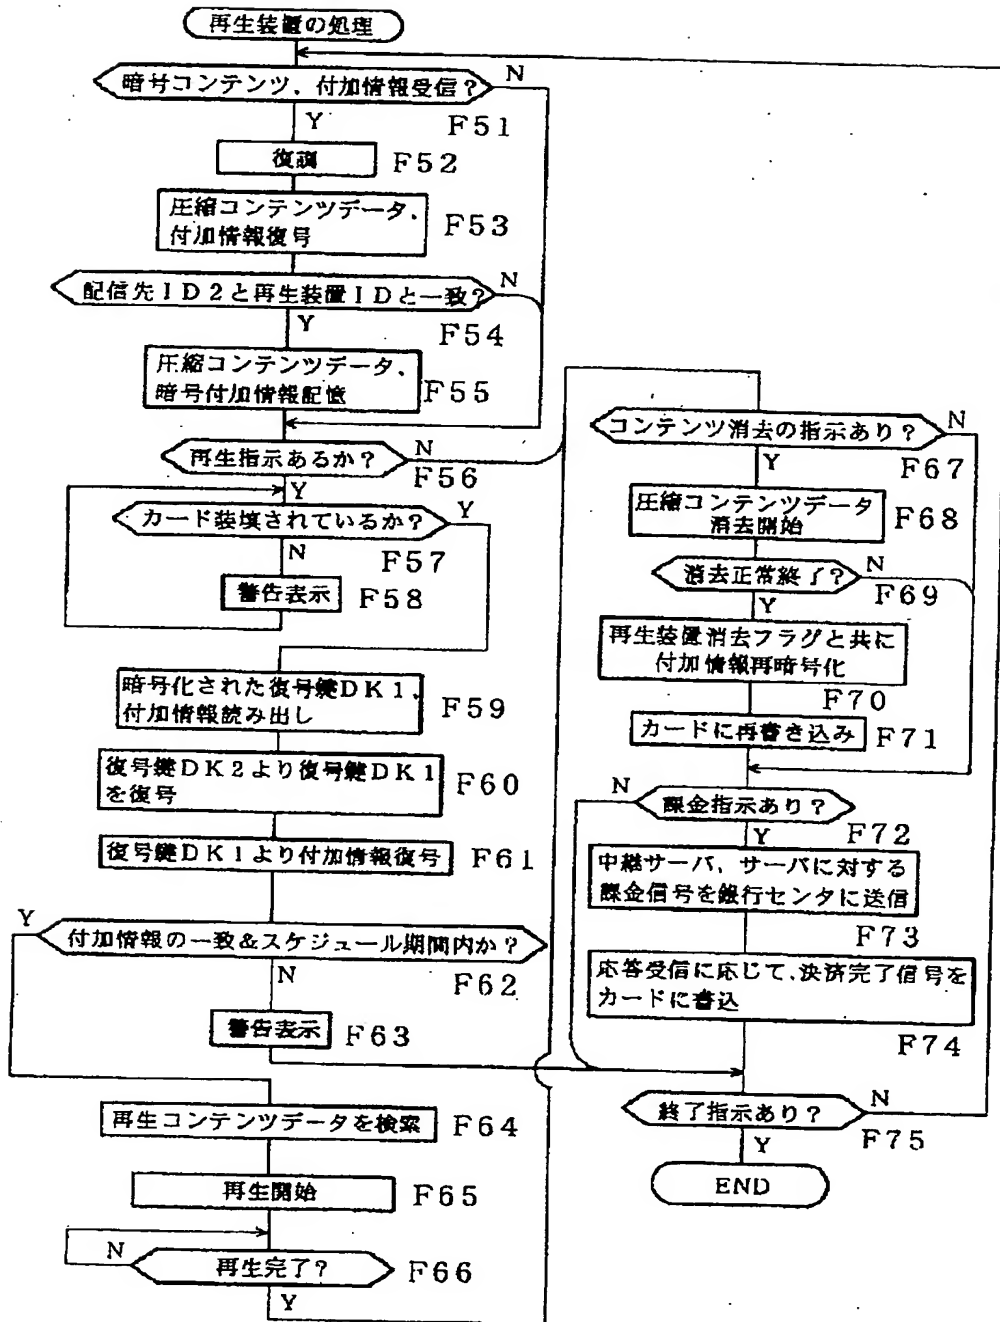 再生装置の処理
暗号コンテンツ、付加情報受信？
N
Y
F51
復調
F52
圧縮コンテンツデータ、
付加情報復号
F53
配信先ID2と再生装置IDと一致？
N
Y
F54
圧縮コンテンツデータ、
暗号付加情報記憶
F55
再生指示あるか？
N
F56
Y
カード装填されているか？
Y
F57
N
警告表示
F58
暗号化された復号鍵DK1、
付加情報読み出し
F59
復号鍵DK2より復号鍵DK1
を復号
F60
復号鍵DK1より付加情報復号
F61
Y
付加情報の一致＆スケジュール期間内か？
N
F62
警告表示
F63
再生コンテンツデータを検索
F64
再生開始
F65
N
再生完了？
F66
Y
コンテンツ消去の指示あり？
N
Y
F67
圧縮コンテンツデータ
消去開始
F68
消去正常終了？
N
F69
Y
再生装置消去フラグと共に
付加情報再暗号化
F70
カードに再書き込み
F71
N
課金指示あり？
F72
Y
中継サーバ、サーバに対する
課金信号を銀行センタに送信
F73
応答受信に応じて、決済完了信号を
カードに書込
F74
終了指示あり？
N
F75
Y
END